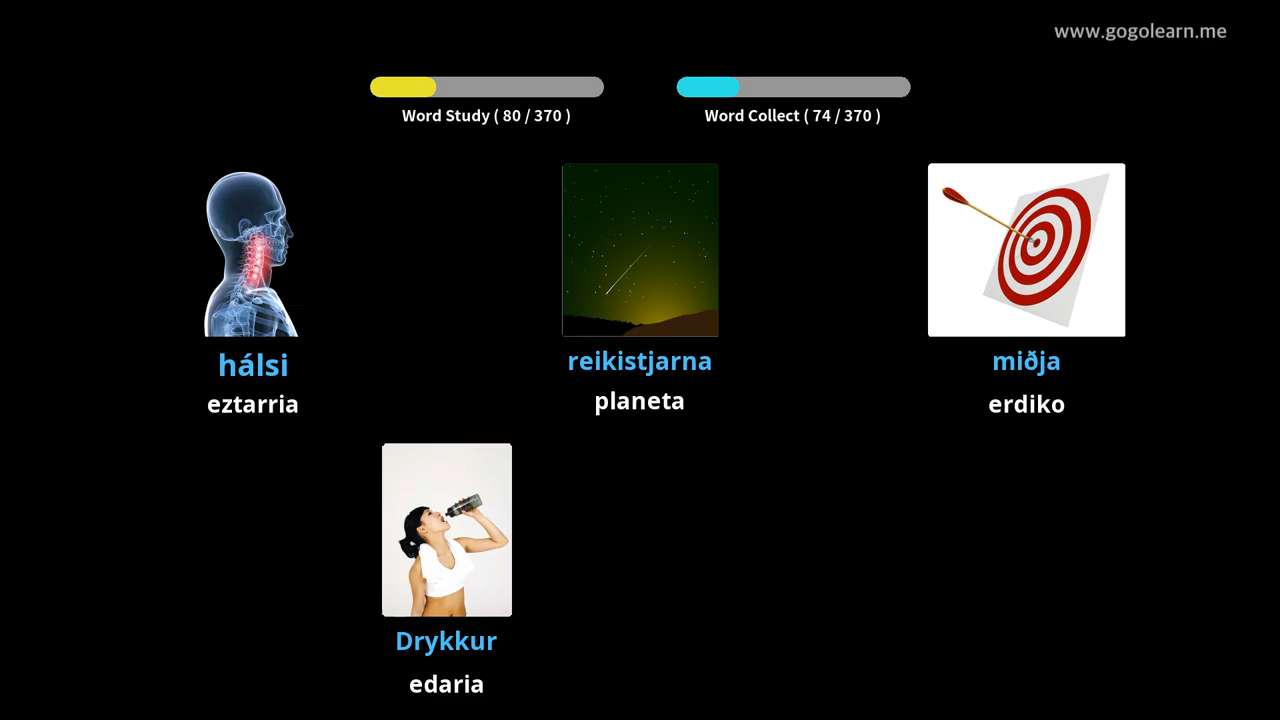 www.gogolearn.me
Word Study ( 80 / 370 )
Word Collect ( 74 / 370 )
hálsi
eztarria
reikistjarna
planeta
miðja
erdiko
Drykkur
edaria